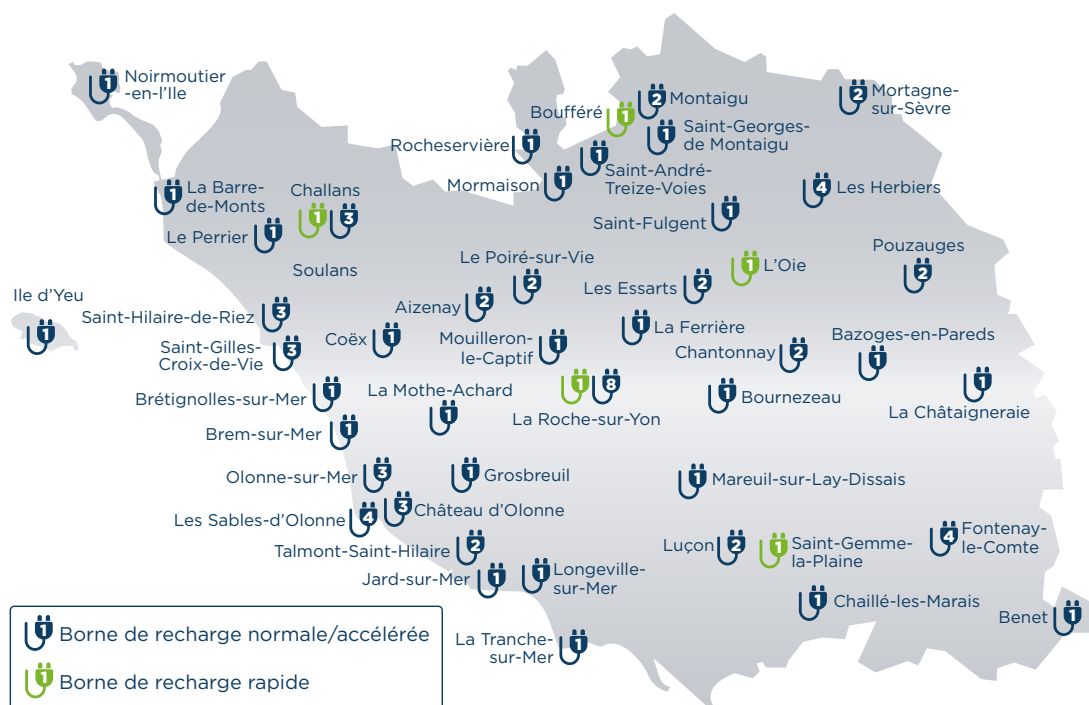 1 Noirmoutier
-en-l'Ile
2 Montaigu
2 Mortagne-
sur-Sèvre
Boufféré 1
1 Saint-Georges-
de Montaigu
Rocheservière 1
1 Saint-André-
Treize-Voies
Mormaison 1
4 Les Herbiers
1 La Barre-
de-Monts
Challans
1 3
Saint-Fulgent 1
Le Perrier 1
Soulans
Le Poiré-sur-Vie
2
1 L'Oie
Pouzauges
2
Ile d'Yeu
1
Les Essarts 2
Aizenay 2
Saint-Hilaire-de-Riez 3
1 La Ferrière
Coëx 1
Mouilleron-
le-Captif 1
Saint-Gilles-
Croix-de-Vie 3
Chantonnay 2
Bazoges-en-Pareds
1
Brétignolles-sur-Mer 1
La Mothe-Achard
1
1 8
La Roche-sur-Yon
1 Bournezeau
1
La Châtaigneraie
Brem-sur-Mer 1
Olonne-sur-Mer 3
1 Grosbreuil
1 Mareuil-sur-Lay-Dissais
Les Sables-d'Olonne 4
3 Château d'Olonne
Talmont-Saint-Hilaire 2
Luçon 2
1 Saint-Gemme-
la-Plaine
4 Fontenay-
le-Comte
Jard-sur-Mer 1
1 Longeville-
sur-Mer
1 Chaillé-les-Marais
Benet 1
La Tranche-
sur-Mer 1
1 Borne de recharge normale/accélérée
1 Borne de recharge rapide